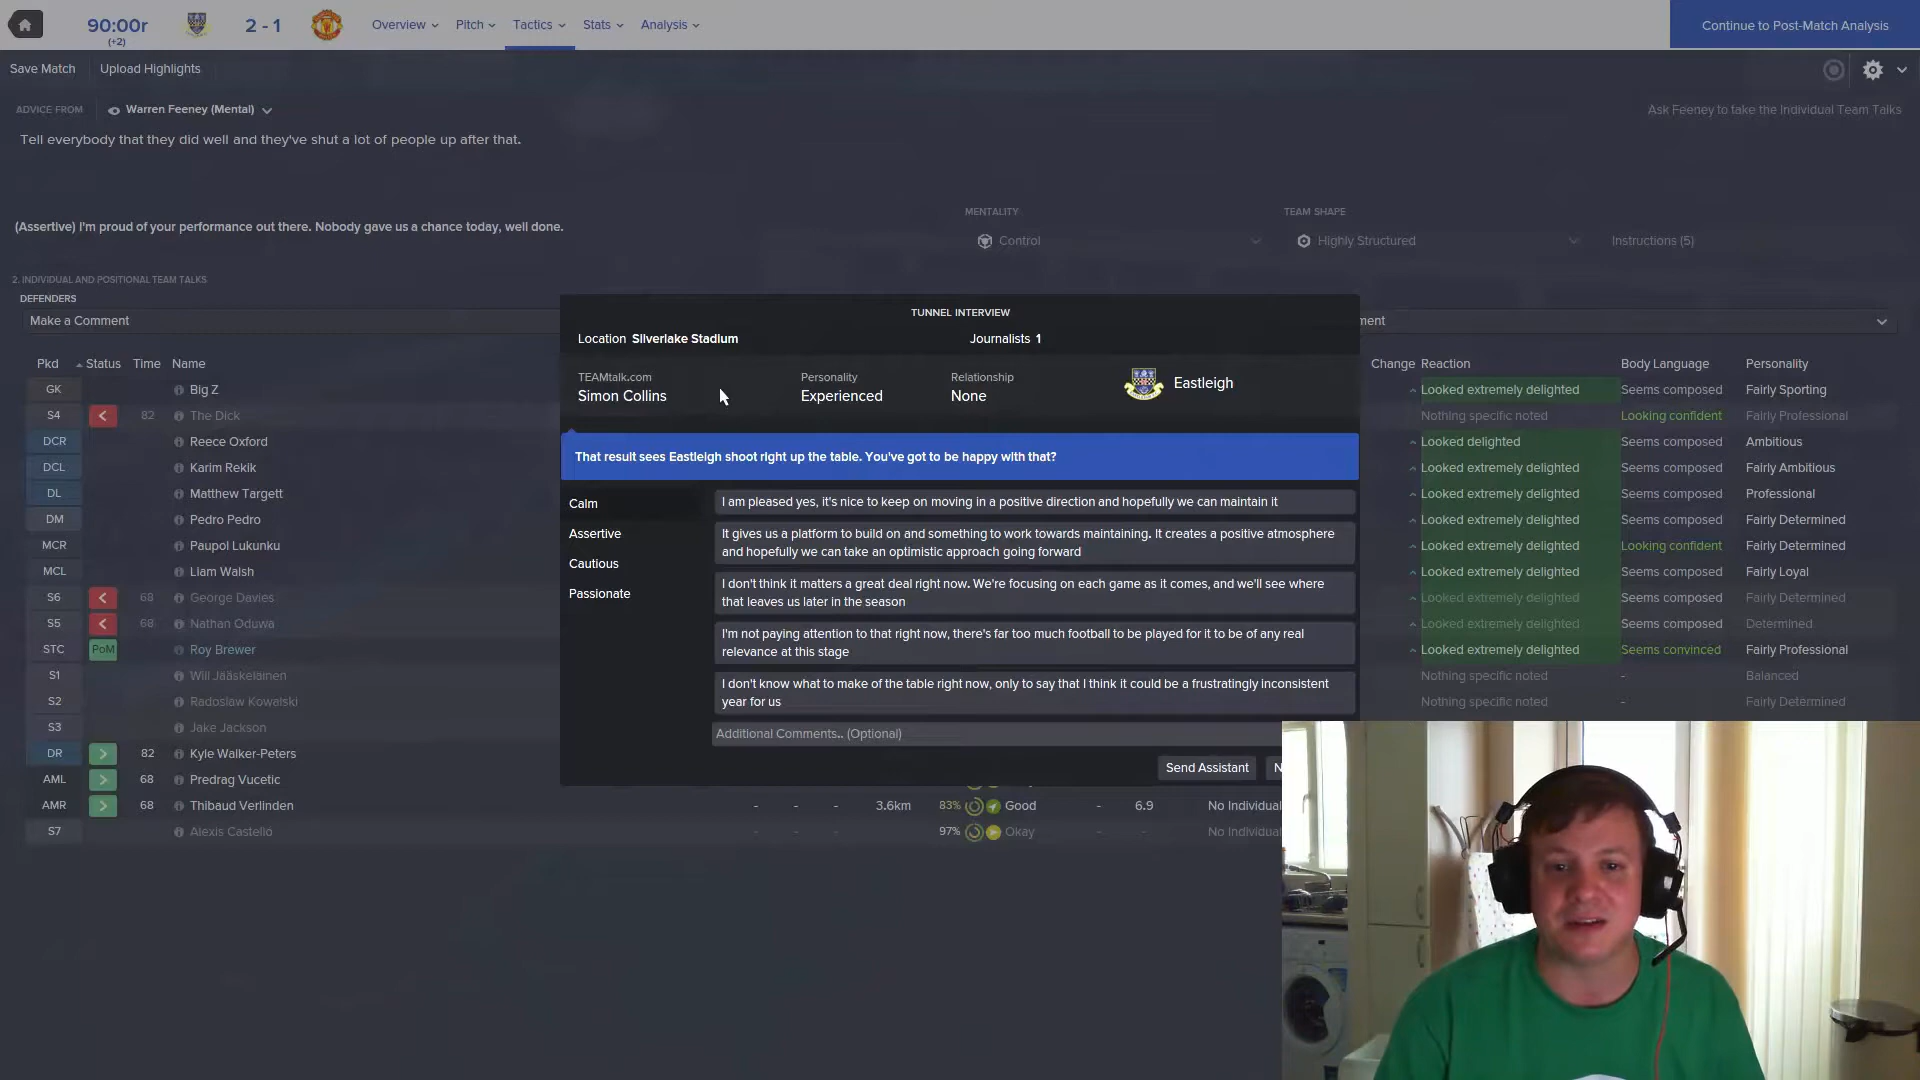 90:00r
(+2)
2 - 1
Overview
Pitch
Tactics
Stats
Analysis
Continue to Post-Match Analysis
Save Match
Upload Highlights
ADVICE FROM
Warren Feeney (Mental)
Ask Feeney to take the Individual Team Talks
Tell everybody that they did well and they've shut a lot of people up after that.
(Assertive) I'm proud of your performance out there. Nobody gave us a chance today, well done.
MENTALITY
Control
TEAM SHAPE
Highly Structured
Instructions (5)
2. INDIVIDUAL AND POSITIONAL TEAM TALKS
DEFENDERS
Make a Comment
ment
TUNNEL INTERVIEW
Location Silverlake Stadium
Journalists 1
TEAMtalk.com
Simon Collins
Personality
Experienced
Relationship
None
Eastleigh
That result sees Eastleigh shoot right up the table. You've got to be happy with that?
Calm
Assertive
Cautious
Passionate
I am pleased yes, it's nice to keep on moving in a positive direction and hopefully we can maintain it
It gives us a platform to build on and something to work towards maintaining. It creates a positive atmosphere
and hopefully we can take an optimistic approach going forward
I don't think it matters a great deal right now. We're focusing on each game as it comes, and we'll see where
that leaves us later in the season
I'm not paying attention to that right now, there's far too much football to be played for it to be of any real
relevance at this stage
I don't know what to make of the table right now, only to say that I think it could be a frustratingly inconsistent
year for us
Additional Comments.. (Optional)
Send Assistant
N
Pkd Status Time Name Change Reaction Body Language Personality
GK Big Z Looked extremely delighted Seems composed Fairly Sporting
S4 82 The Dick Nothing specific noted Looking confident Fairly Professional
DCR Reece Oxford Looked delighted Seems composed Ambitious
DCL Karim Rekik Looked extremely delighted Seems composed Fairly Ambitious
DL Matthew Targett Looked extremely delighted Seems composed Professional
DM Pedro Pedro Looked extremely delighted Seems composed Fairly Determined
MCR Paupol Lukunku Looked extremely delighted Looking confident Fairly Determined
MCL Liam Walsh Looked extremely delighted Seems composed Fairly Loyal
S6 68 George Davies Looked extremely delighted Seems composed Fairly Determined
S5 68 Nathan Oduwa Looked extremely delighted Seems composed Determined
STC PoM Roy Brewer Looked extremely delighted Seems convinced Fairly Professional
S1 Will Jääskeläinen Nothing specific noted - Balanced
S2 Radoslaw Kowalski Nothing specific noted - Fairly Determined
S3 Jake Jackson
DR 82 Kyle Walker-Peters
AML 68 Predrag Vucetic
AMR 68 Thibaud Verlinden - - - 3.6km 83% Good - 6.9 No Individual
S7 Alexis Castello - - - 97% Okay - - No Individual